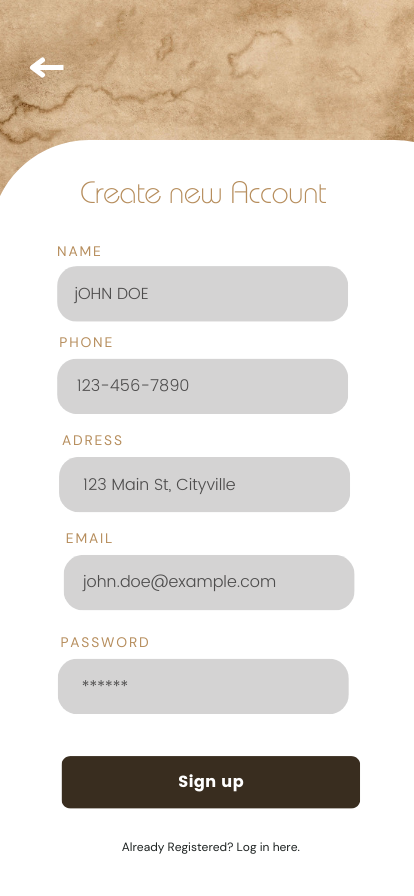 Create new Account
NAME
jOHN DOE
PHONE
123-456-7890
ADRESS
123 Main St, Cityville
EMAIL
john.doe@example.com
PASSWORD
******
Sign up
Already Registered? Log in here.